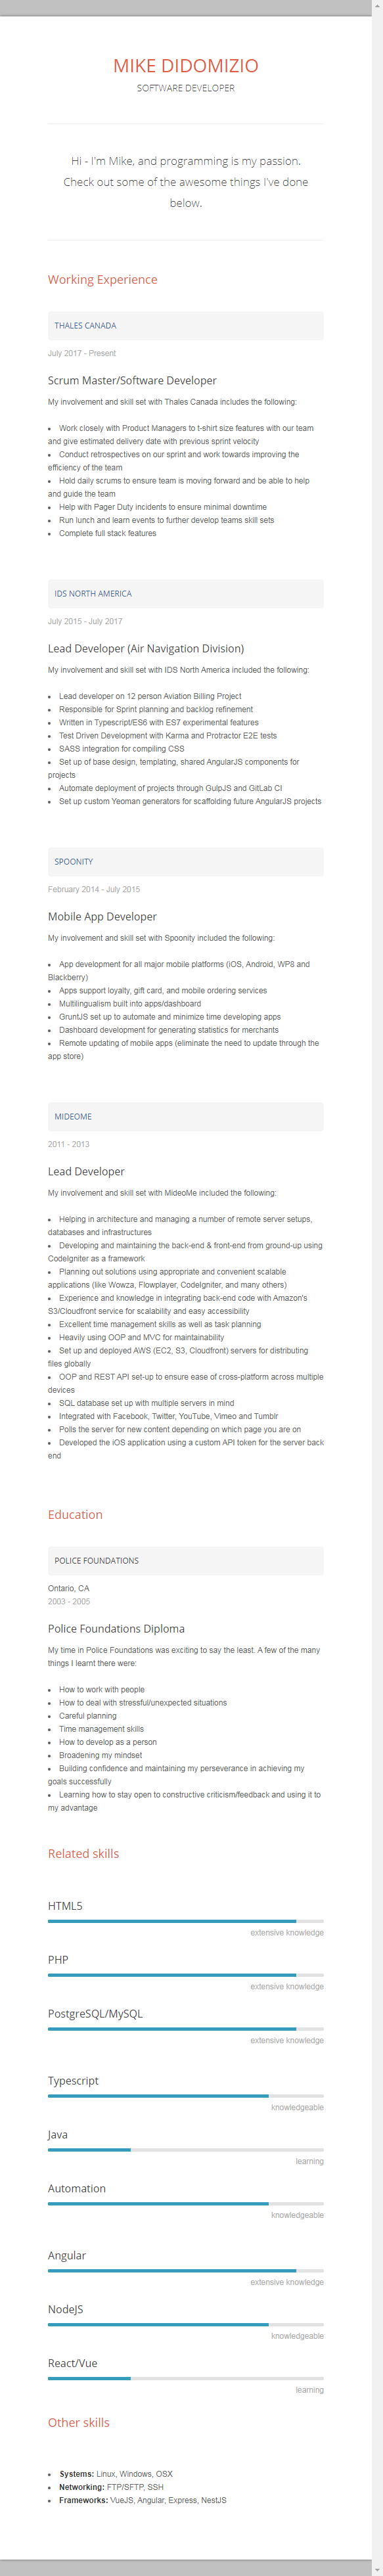 MIKE DIDOMIZIO
SOFTWARE DEVELOPER
Hi - I'm Mike, and programming is my passion.
Check out some of the awesome things I've done
below.
Working Experience
THALES CANADA
July 2017 - Present
Scrum Master/Software Developer
My involvement and skill set with Thales Canada includes the following:
• Work closely with Product Managers to t-shirt size features with our team
and give estimated delivery date with previous sprint velocity
• Conduct retrospectives on our sprint and work towards improving the
efficiency of the team
• Hold daily scrums to ensure team is moving forward and be able to help
and guide the team
• Help with Pager Duty incidents to ensure minimal downtime
• Run lunch and learn events to further develop teams skill sets
• Complete full stack features
IDS NORTH AMERICA
July 2015 - July 2017
Lead Developer (Air Navigation Division)
My involvement and skill set with IDS North America included the following:
• Lead developer on 12 person Aviation Billing Project
• Responsible for Sprint planning and backlog refinement
• Written in Typescript/ES6 with ES7 experimental features
• Test Driven Development with Karma and Protractor E2E tests
• SASS integration for compiling CSS
• Set up of base design, templating, shared AngularJS components for
projects
• Automate deployment of projects through GulpJS and GitLab CI
• Set up custom Yeoman generators for scaffolding future AngularJS projects
SPOONITY
February 2014 - July 2015
Mobile App Developer
My involvement and skill set with Spoonity included the following:
• App development for all major mobile platforms (iOS, Android, WP8 and
Blackberry)
• Apps support loyalty, gift card, and mobile ordering services
• Multilingualism built into apps/dashboard
• GruntJS set up to automate and minimize time developing apps
• Dashboard development for generating statistics for merchants
• Remote updating of mobile apps (eliminate the need to update through the
app store)
MIDEOME
2011 - 2013
Lead Developer
My involvement and skill set with MideoMe included the following:
• Helping in architecture and managing a number of remote server setups,
databases and infrastructures
• Developing and maintaining the back-end & front-end from ground-up using
CodeIgniter as a framework
• Planning out solutions using appropriate and convenient scalable
applications (like Wowza, Flowplayer, CodeIgniter, and many others)
• Experience and knowledge in integrating back-end code with Amazon's
S3/Cloudfront service for scalability and easy accessibility
• Excellent time management skills as well as task planning
• Heavily using OOP and MVC for maintainability
• Set up and deployed AWS (EC2, S3, Cloudfront) servers for distributing
files globally
• OOP and REST API set-up to ensure ease of cross-platform across multiple
devices
• SQL database set up with multiple servers in mind
• Integrated with Facebook, Twitter, YouTube, Vimeo and Tumblr
• Polls the server for new content depending on which page you are on
• Developed the iOS application using a custom API token for the server back
end
Education
POLICE FOUNDATIONS
Ontario, CA
2003 - 2005
Police Foundations Diploma
My time in Police Foundations was exciting to say the least. A few of the many
things I learnt there were:
• How to work with people
• How to deal with stressful/unexpected situations
• Careful planning
• Time management skills
• How to develop as a person
• Broadening my mindset
• Building confidence and maintaining my perseverance in achieving my
goals successfully
• Learning how to stay open to constructive criticism/feedback and using it to
my advantage
Related skills
HTML5
extensive knowledge
PHP
extensive knowledge
PostgreSQL/MySQL
extensive knowledge
Typescript
knowledgeable
Java
learning
Automation
knowledgeable
Angular
extensive knowledge
NodeJS
knowledgeable
React/Vue
learning
Other skills
• Systems: Linux, Windows, OSX
• Networking: FTP/SFTP, SSH
• Frameworks: VueJS, Angular, Express, NestJS